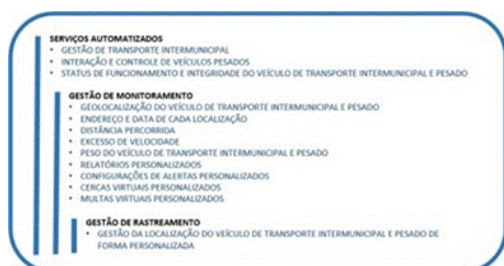 SERVIÇOS AUTOMATIZADOS
• GESTÃO DE TRANSPORTE INTERMUNICIPAL
• INTERAÇÃO E CONTROLE DE VEÍCULOS PESADOS
• STATUS DE FUNCIONAMENTO E INTEGRIDADE DO VEÍCULO DE TRANSPORTE INTERMUNICIPAL E PESADO
GESTÃO DE MONITORAMENTO
• GEOLOCALIZAÇÃO DO VEÍCULO DE TRANSPORTE INTERMUNICIPAL E PESADO
• ENDEREÇO E DATA DE CADA LOCALIZAÇÃO
• DISTÂNCIA PERCORRIDA
• EXCESSO DE VELOCIDADE
• PESO DO VEÍCULO DE TRANSPORTE INTERMUNICIPAL E PESADO
• RELATÓRIOS PERSONALIZADOS
• CONFIGURAÇÕES DE ALERTAS PERSONALIZADOS
• CERCAS VIRTUAIS PERSONALIZADOS
• MULTAS VIRTUAIS PERSONALIZADOS
GESTÃO DE RASTREAMENTO
• GESTÃO DA LOCALIZAÇÃO DO VEÍCULO DE TRANSPORTE INTERMUNICIPAL E PESADO DE
FORMA PERSONALIZADA